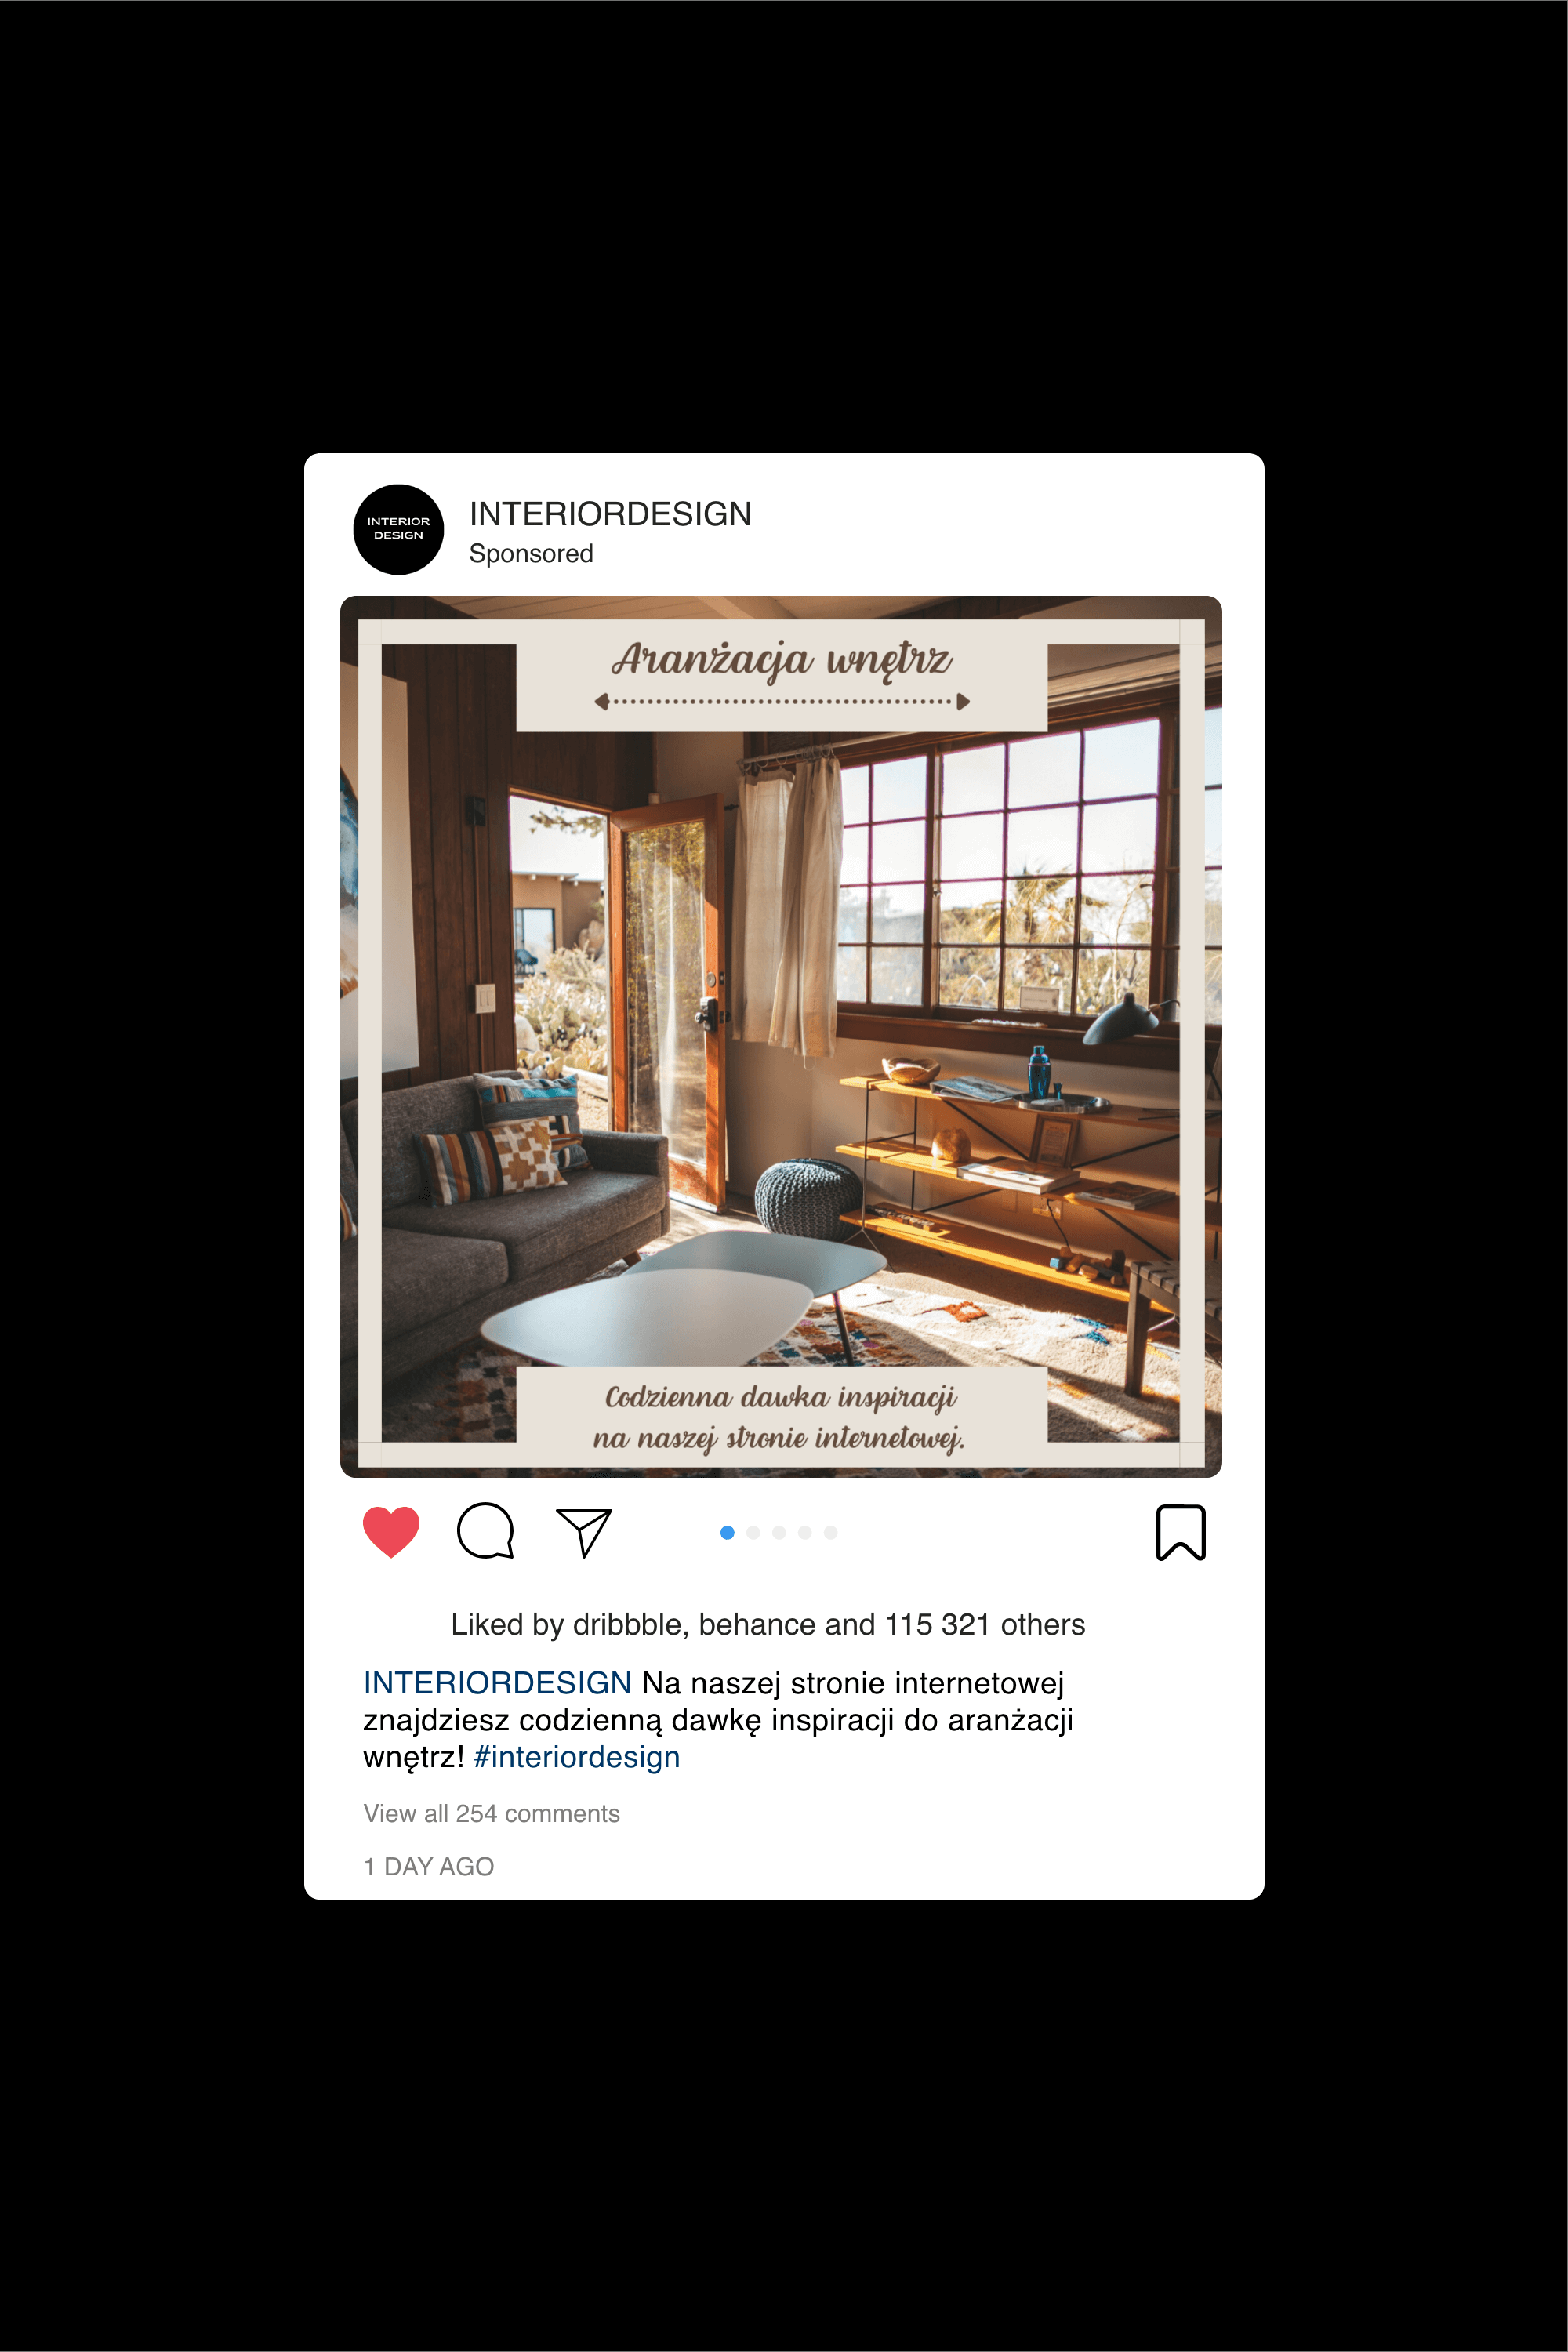 INTERIOR
DESIGN
INTERIORDESIGN
Sponsored
Aranżacja wnętrz
Codzienna dawka inspiracji
na naszej stronie internetowej.
Liked by dribbble, behance and 115 321 others
INTERIORDESIGN Na naszej stronie internetowej
znajdziesz codzienną dawkę inspiracji do aranżacji
wnętrz! #interiordesign
View all 254 comments
1 DAY AGO